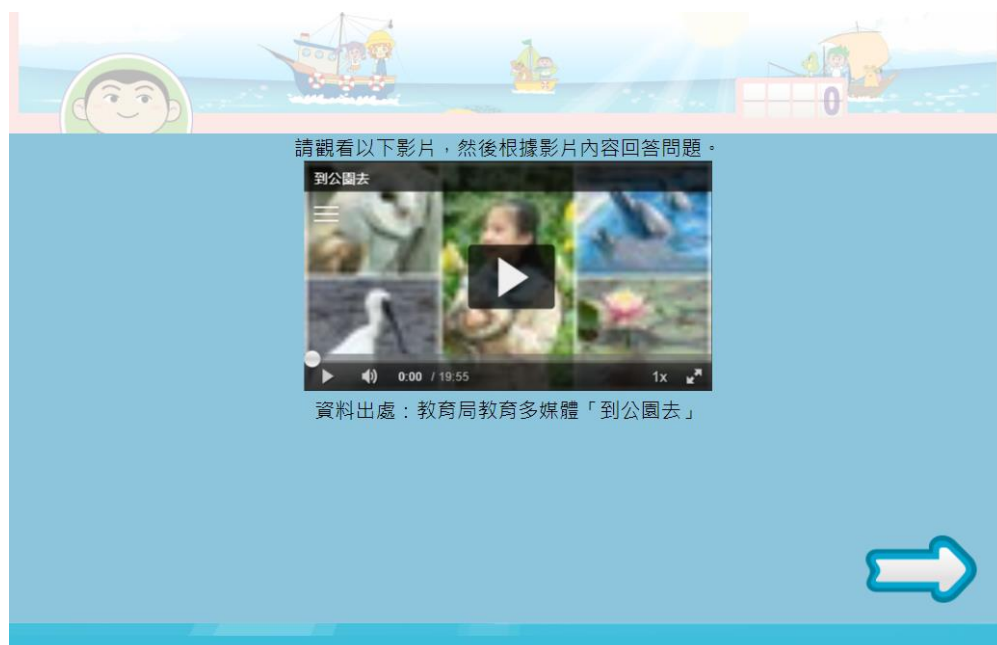 0
請觀看以下影片，然後根據影片內容回答問題。
到公園去
0:00 / 19:55
1x
資料出處：教育局教育多媒體「到公園去」